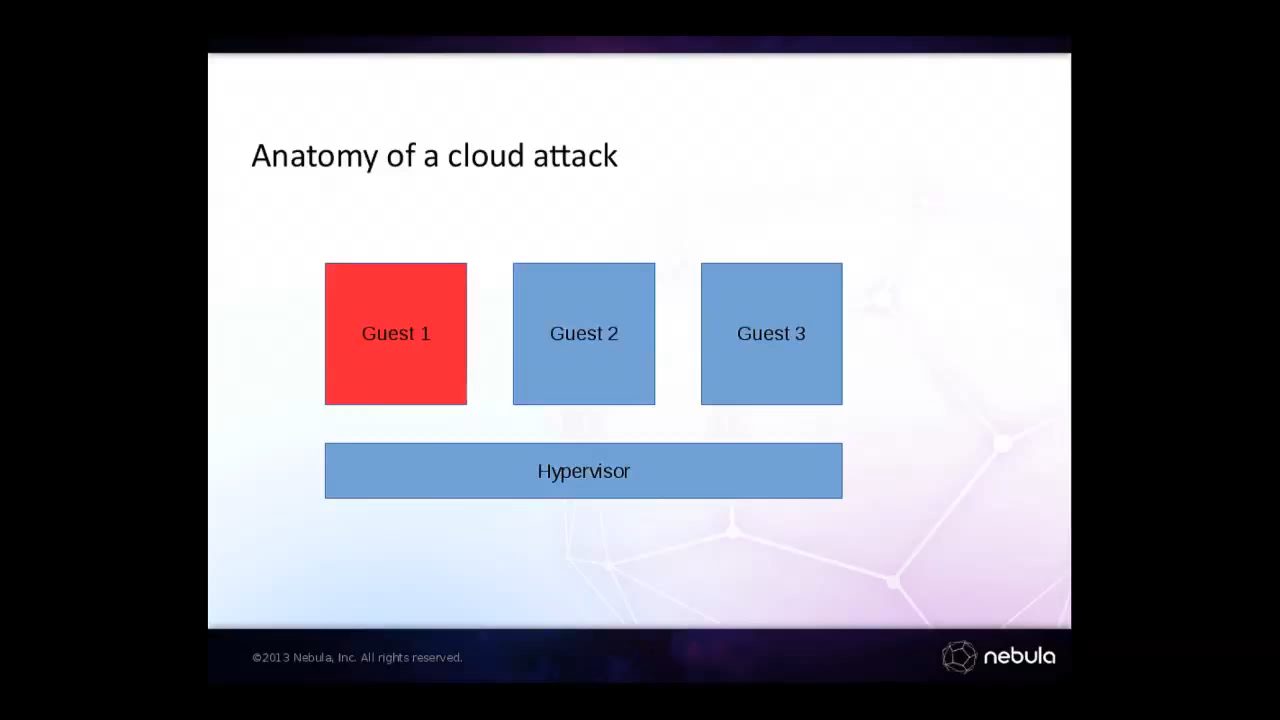 Anatomy of a cloud attack
Guest 1
Guest 2
Guest 3
Hypervisor
©2013 Nebula, Inc. All rights reserved.
nebula